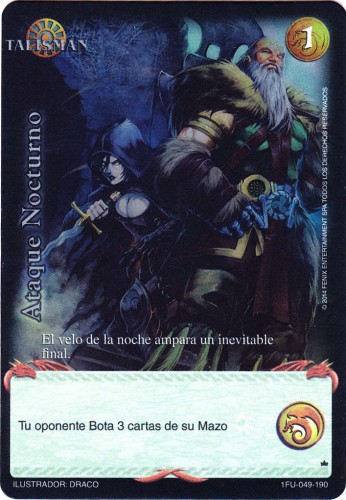 TALISMAN
1
Ataque Nocturno
© 2014 FENIX ENTERTAINMENT SPA TODOS LOS DERECHOS RESERVADOS
El velo de la noche ampara un inevitable
final.
Tu oponente Bota 3 cartas de su Mazo
ILUSTRADOR: DRACO
1FU-049-190